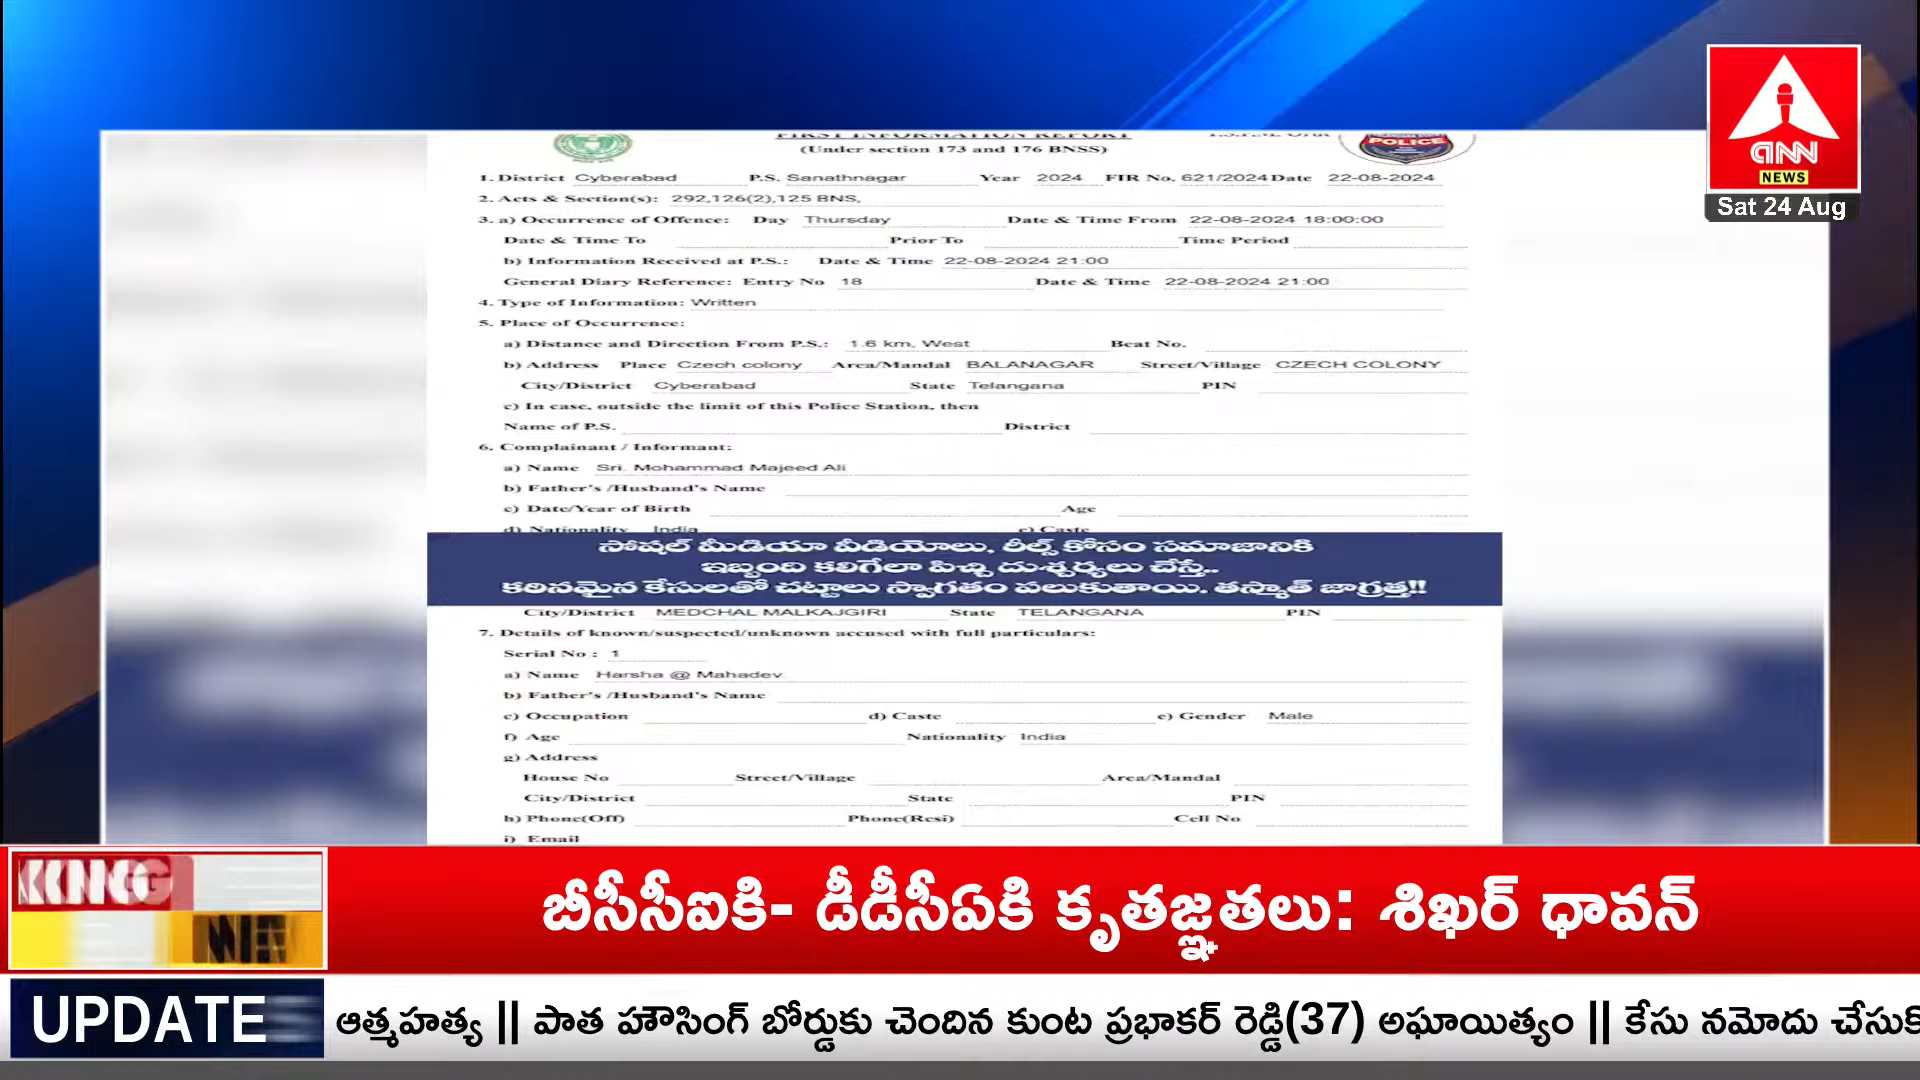 FIRST INFORMATION REPORT
(Under section 173 and 176 BNSS)
POLICE
ann
NEWS
Sat 24 Aug
1. District Cyberabad P.S. Sanathnagar Year 2024 FIR No. 621/2024 Date 22-08-2024
2. Acts & Section(s): 292,126(2),125 BNS,
3. a) Occurrence of Offence: Day Thursday Date & Time From 22-08-2024 18:00:00
Date & Time To Prior To Time Period
b) Information Received at P.S.: Date & Time 22-08-2024 21:00
General Diary Reference: Entry No 18 Date & Time 22-08-2024 21:00
4. Type of Information: Written
5. Place of Occurrence:
a) Distance and Direction From P.S.: 1.6 km, West Beat No.
b) Address Place Czech colony Area/Mandal BALANAGAR Street/Village CZECH COLONY
City/District Cyberabad State Telangana PIN
c) In case, outside the limit of this Police Station, then
Name of P.S. District
6. Complainant / Informant:
a) Name Sri. Mohammad Majeed Ali
b) Father's /Husband's Name
c) Date/Year of Birth Age
d) Nationality India e) Caste
సోషల్ మీడియా వీడియోలు, రీల్స్ కోసం సమాజానికి
ఇబ్బంది కలిగేలా పిచ్చి దుశ్చర్యలు చేస్తే..
కఠినమైన కేసులతో చట్టాలు స్వాగతం పలుకుతాయి. తస్మాత్ జాగ్రత్త!!
City/District MEDCHAL MALKAJGIRI State TELANGANA PIN
7. Details of known/suspected/unknown accused with full particulars:
Serial No : 1
a) Name Harsha @ Mahadev
b) Father's /Husband's Name
c) Occupation d) Caste e) Gender Male
f) Age Nationality India
g) Address
House No Street/Village Area/Mandal
City/District State PIN
h) Phone(Off) Phone(Resi) Cell No
i) Email
బీసీసీఐకి- డీడీసీఏకి కృతజ్ఞతలు: శిఖర్ ధావన్
UPDATE
ఆత్మహత్య || పాత హౌసింగ్ బోర్డుకు చెందిన కుంట ప్రభాకర్ రెడ్డి(37) అఘాయిత్యం || కేసు నమోదు